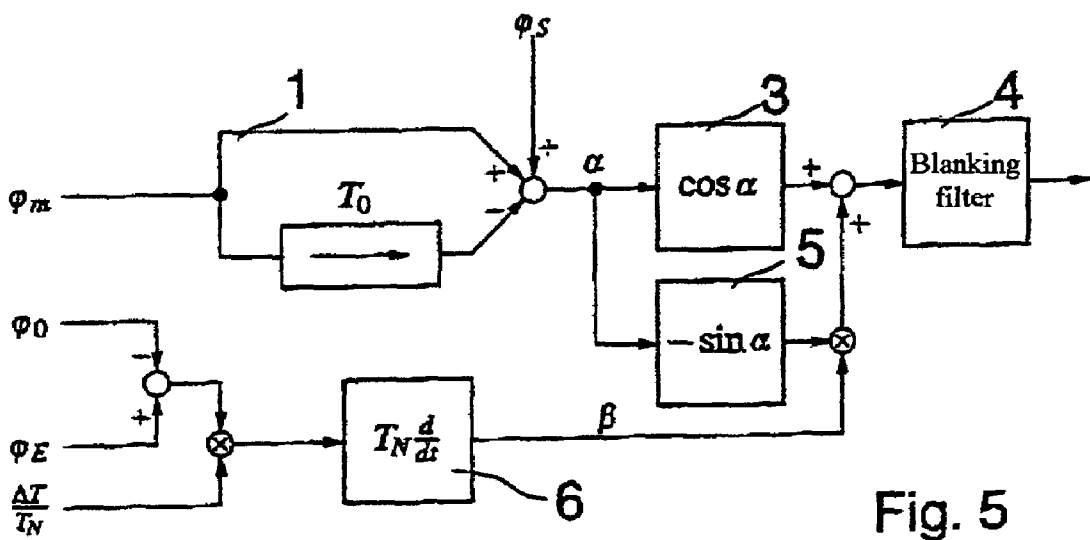 φS
1
3
4
φm
T0
+
−
÷
α
cos α
+
Blanking
filter
+
5
− sin α
φ0
−
+
φE
ΔT/TN
TN d/dt
β
6
Fig. 5